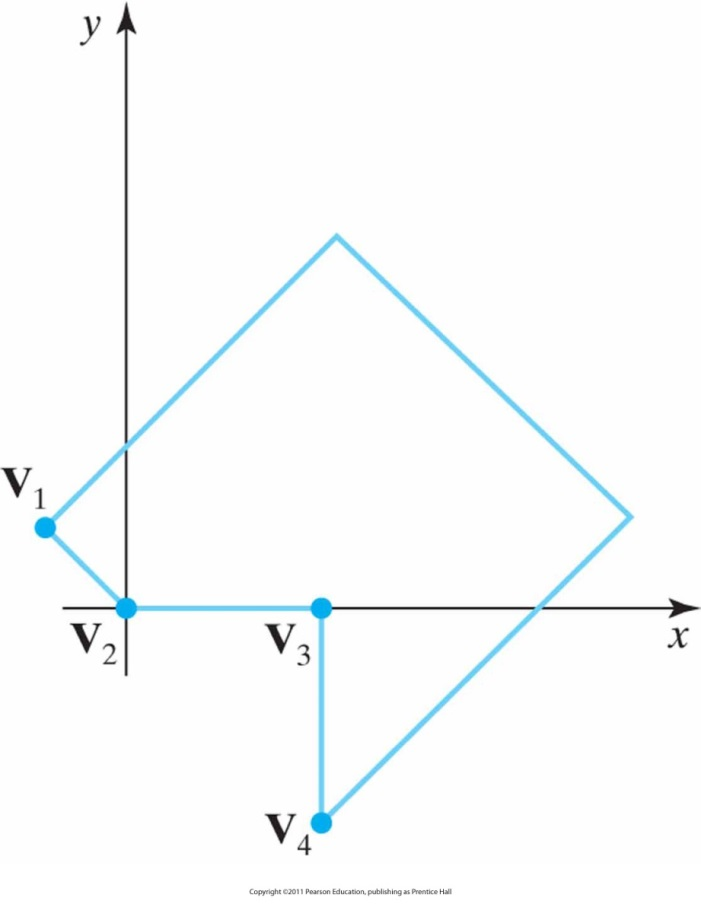 y
V1
V2
V3
x
V4
Copyright ©2011 Pearson Education, publishing as Prentice Hall